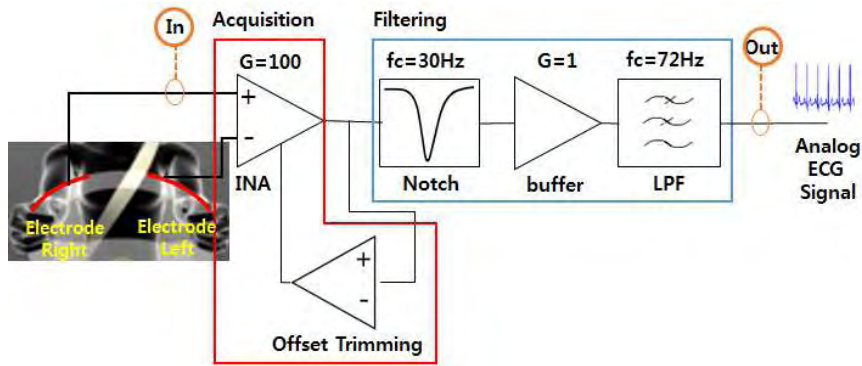 Acquisition
Filtering
In
G=100
fc=30Hz
G=1
fc=72Hz
Out
+
-
INA
Notch
buffer
LPF
Analog
ECG
Signal
Electrode
Right
Electrode
Left
+
-
Offset Trimming